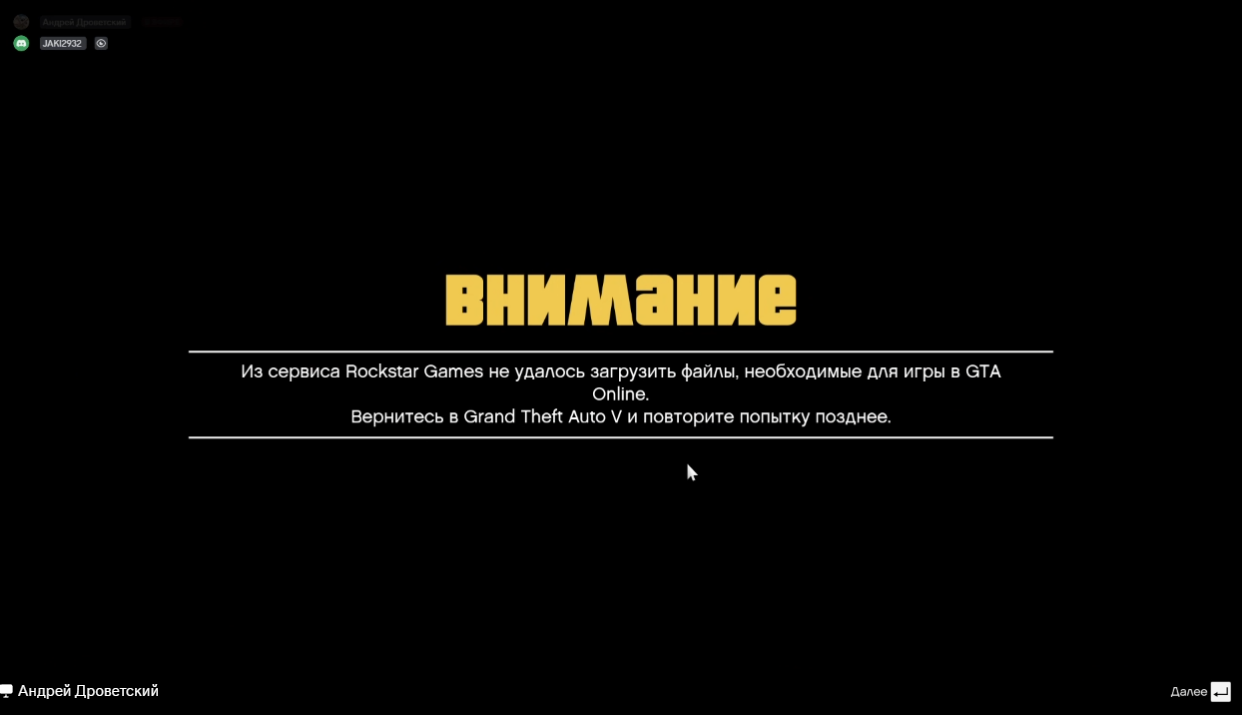 Андрей Дроветский
JAKI2932
внимание
Из сервиса Rockstar Games не удалось загрузить файлы, необходимые для игры в GTA
Online.
Вернитесь в Grand Theft Auto V и повторите попытку позднее.
Андрей Дроветский
Далее